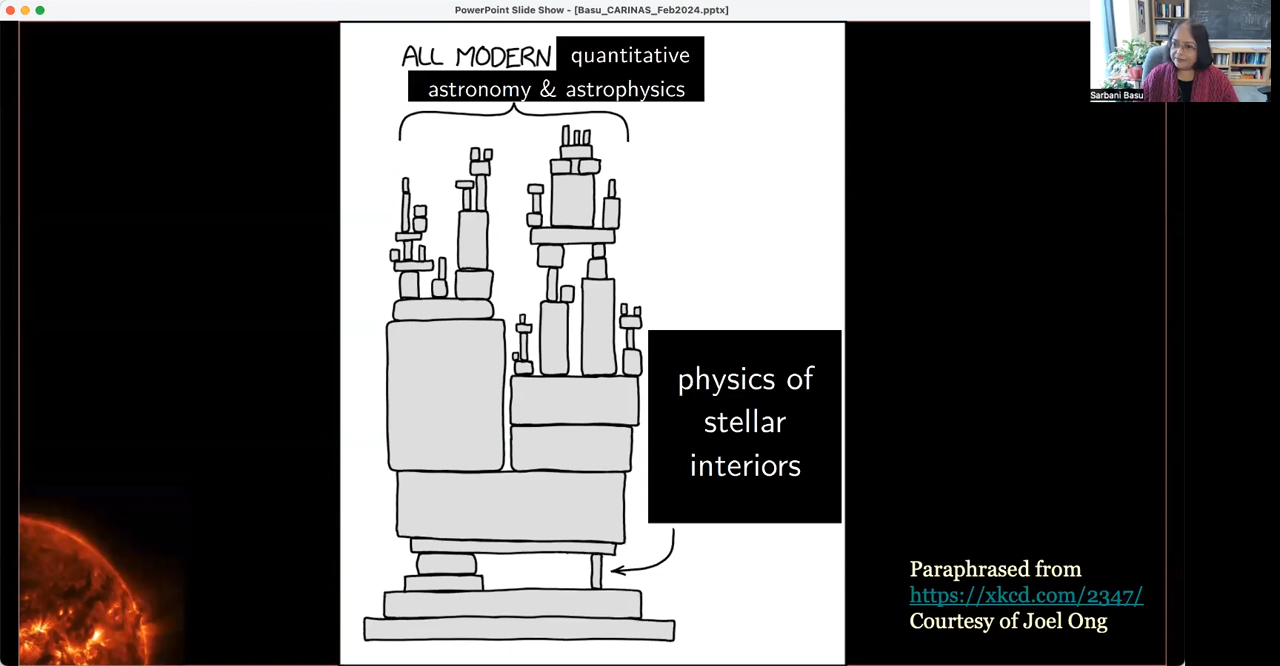 PowerPoint Slide Show - [Basu_CARINAS_Feb2024.pptx]
ALL MODERN quantitative
astronomy & astrophysics
Sarbani Basu
physics of
stellar
interiors
Paraphrased from
https://xkcd.com/2347/
Courtesy of Joel Ong